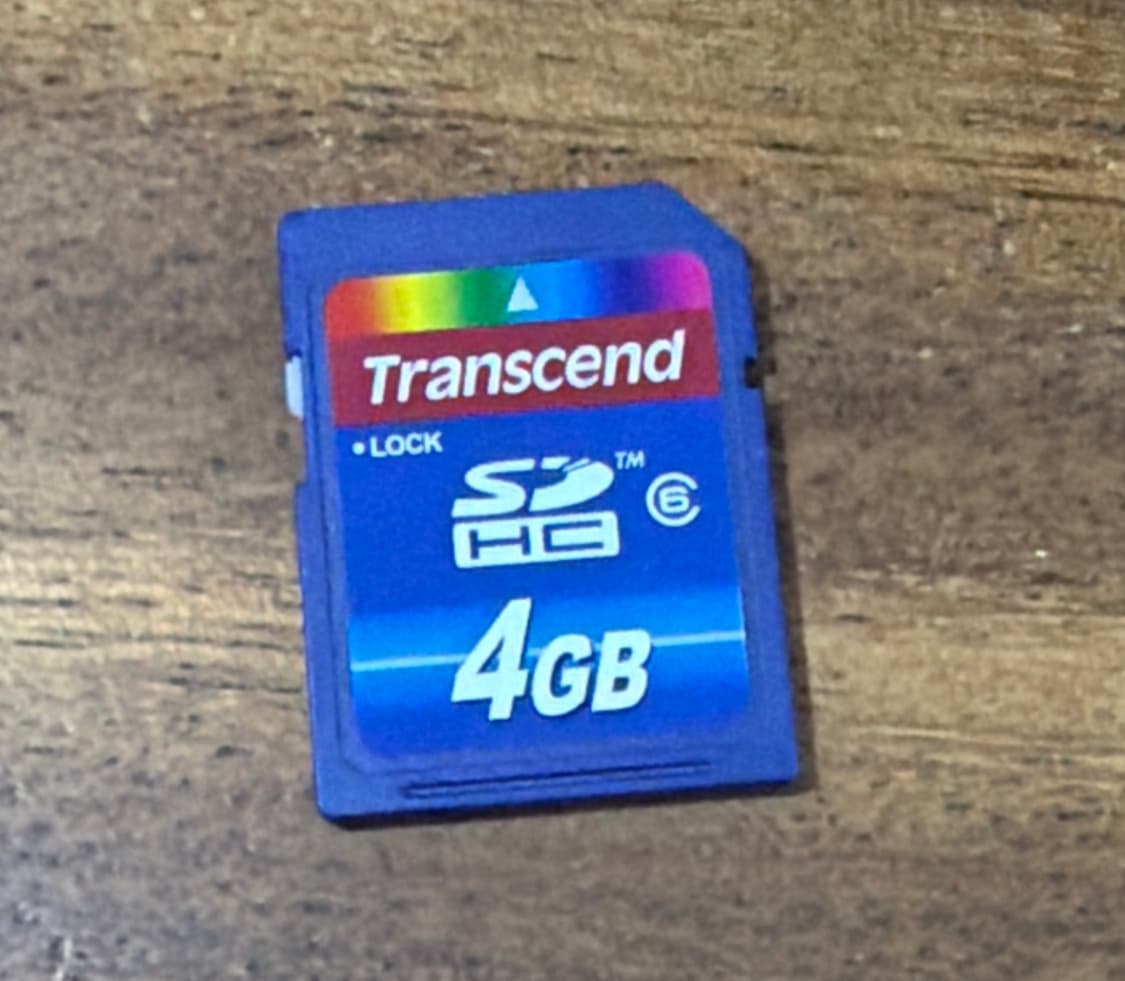 Transcend
• LOCK
SD™
HC
6
4GB